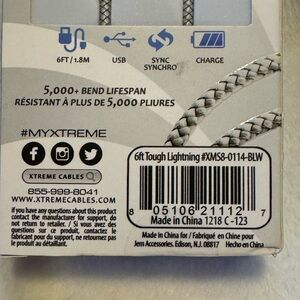 6FT / 1.8M
USB
SYNC
SYNCHRO
CHARGE
5,000+ BEND LIFESPAN
RÉSISTANT À PLUS DE 5,000 PLIURES
#MYXTREME
XTREME CABLES
855-999-8041
WWW.XTREMECABLES.COM
If you have any questions about this product
contact the manufacturer for support, do
not return to store. / Si vous avez des
questions sur ce produit, contactez le
fabricant pour du support, ne retournez pas
le produit au détaillant.
6ft Tough Lightning #XMS8-0114-BLW
8 05106 21112 7
Made in China 1218 C-123
Made in China for / Fabriqué en Chine pour
Jem Accessories. Edison, N.J. 08817 Hecho en China